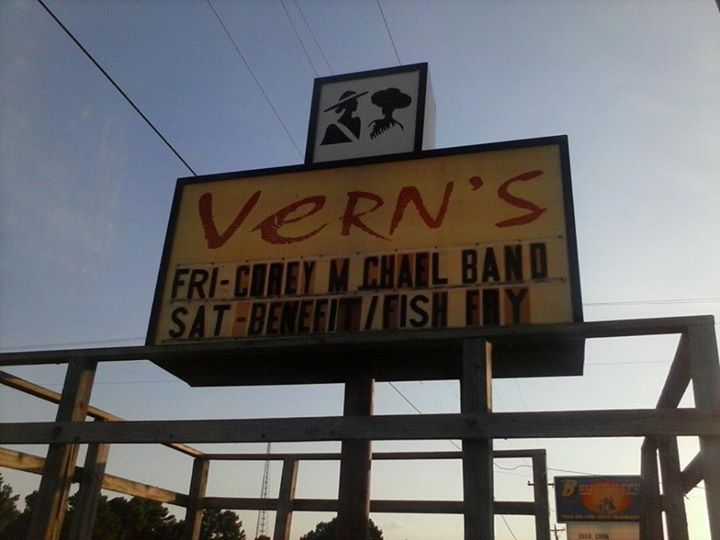 VERN'S
FRI-COREY M CHAEL BAND
SAT-BENEFIT/FISH FRY